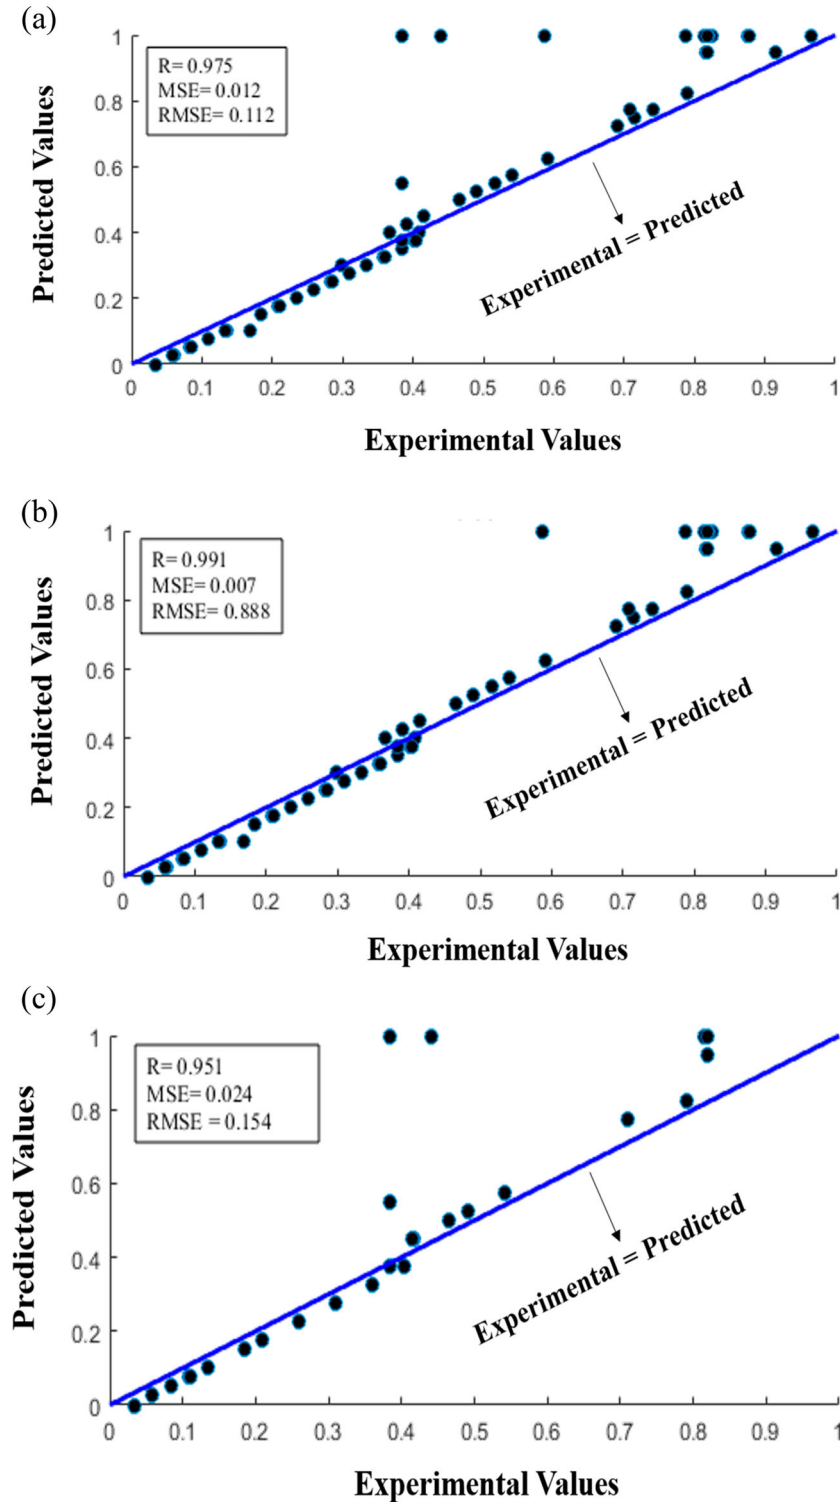 (a)
1
0.8
0.6
0.4
0.2
0
R= 0.975
MSE= 0.012
RMSE= 0.112
Predicted Values
Experimental = Predicted
0 0.1 0.2 0.3 0.4 0.5 0.6 0.7 0.8 0.9 1
Experimental Values
(b)
1
0.8
0.6
0.4
0.2
0
R= 0.991
MSE= 0.007
RMSE= 0.888
Predicted Values
Experimental = Predicted
0 0.1 0.2 0.3 0.4 0.5 0.6 0.7 0.8 0.9 1
Experimental Values
(c)
1
0.8
0.6
0.4
0.2
0
R= 0.951
MSE= 0.024
RMSE = 0.154
Predicted Values
Experimental = Predicted
0 0.1 0.2 0.3 0.4 0.5 0.6 0.7 0.8 0.9 1
Experimental Values